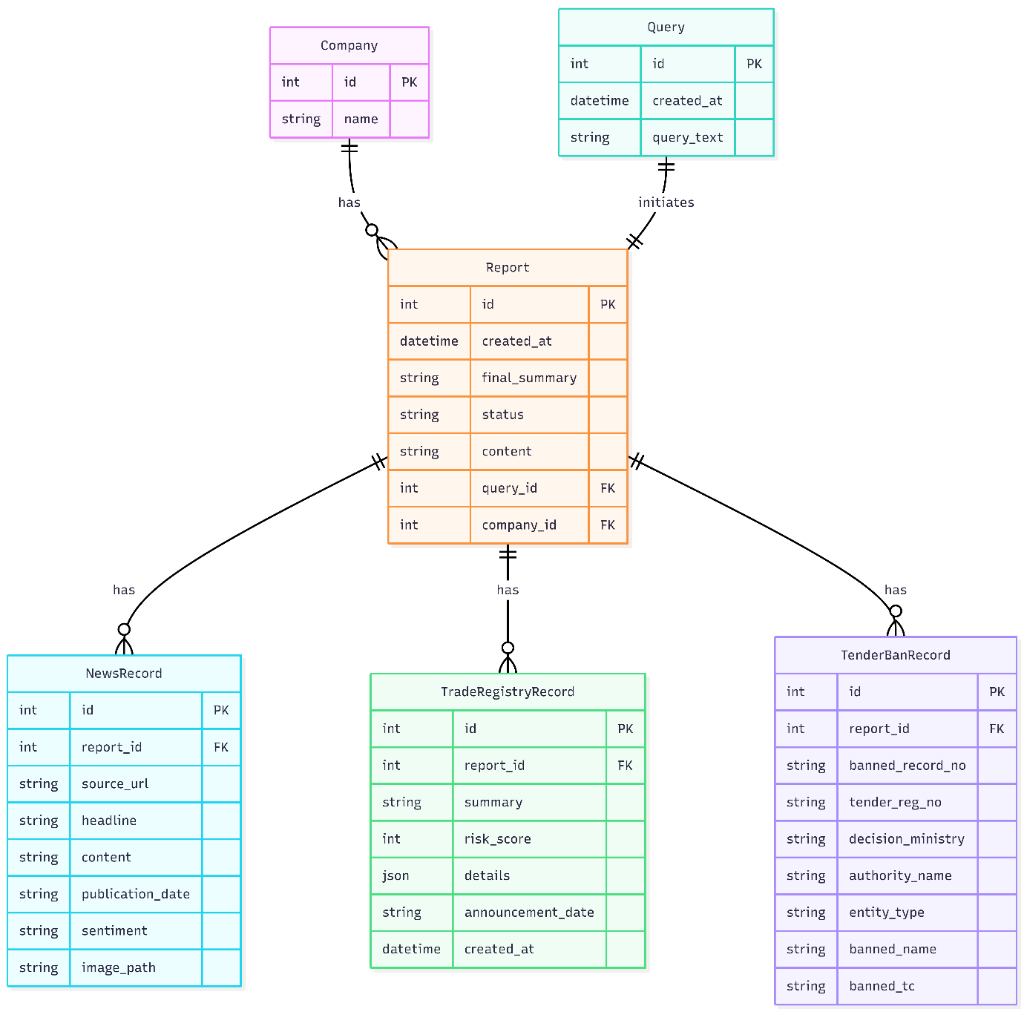 Company
int id PK
string name
Query
int id PK
datetime created_at
string query_text
has
initiates
Report
int id PK
datetime created_at
string final_summary
string status
string content
int query_id FK
int company_id FK
has
has
has
NewsRecord
int id PK
int report_id FK
string source_url
string headline
string content
string publication_date
string sentiment
string image_path
TradeRegistryRecord
int id PK
int report_id FK
string summary
int risk_score
json details
string announcement_date
datetime created_at
TenderBanRecord
int id PK
int report_id FK
string banned_record_no
string tender_reg_no
string decision_ministry
string authority_name
string entity_type
string banned_name
string banned_tc